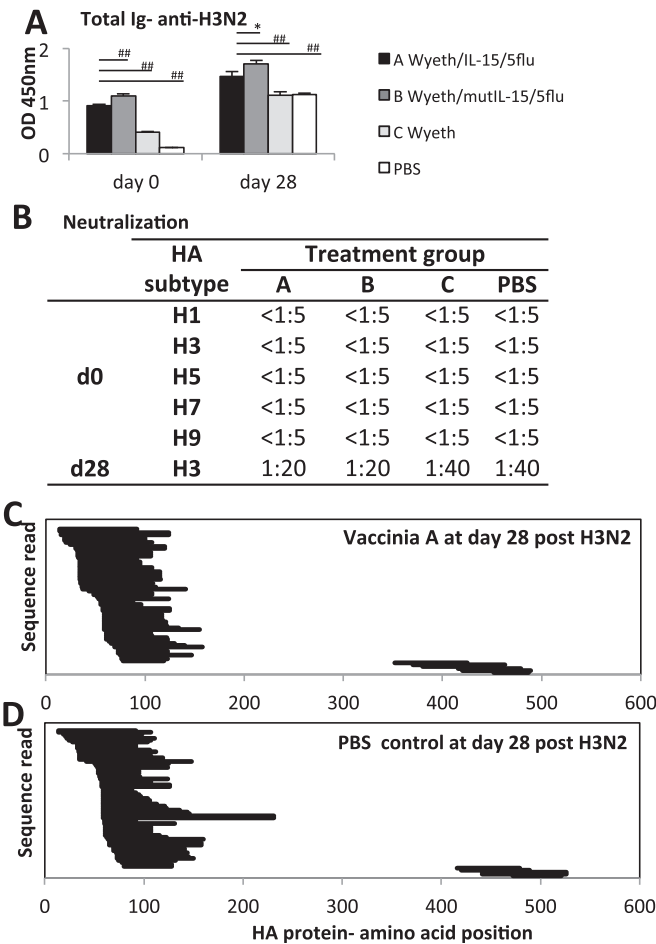 A
Total Ig- anti-H3N2
OD 450nm
2
1
0
##
##
##
*
##
##
day 0
day 28
A Wyeth/IL-15/5flu
B Wyeth/mutIL-15/5flu
C Wyeth
PBS
B
Neutralization
HA subtype Treatment group
A B C PBS
d0 H1 <1:5 <1:5 <1:5 <1:5
H3 <1:5 <1:5 <1:5 <1:5
H5 <1:5 <1:5 <1:5 <1:5
H7 <1:5 <1:5 <1:5 <1:5
H9 <1:5 <1:5 <1:5 <1:5
d28 H3 1:20 1:20 1:40 1:40
C
Sequence read
Vaccinia A at day 28 post H3N2
0 100 200 300 400 500 600
D
Sequence read
PBS control at day 28 post H3N2
0 100 200 300 400 500 600
HA protein- amino acid position